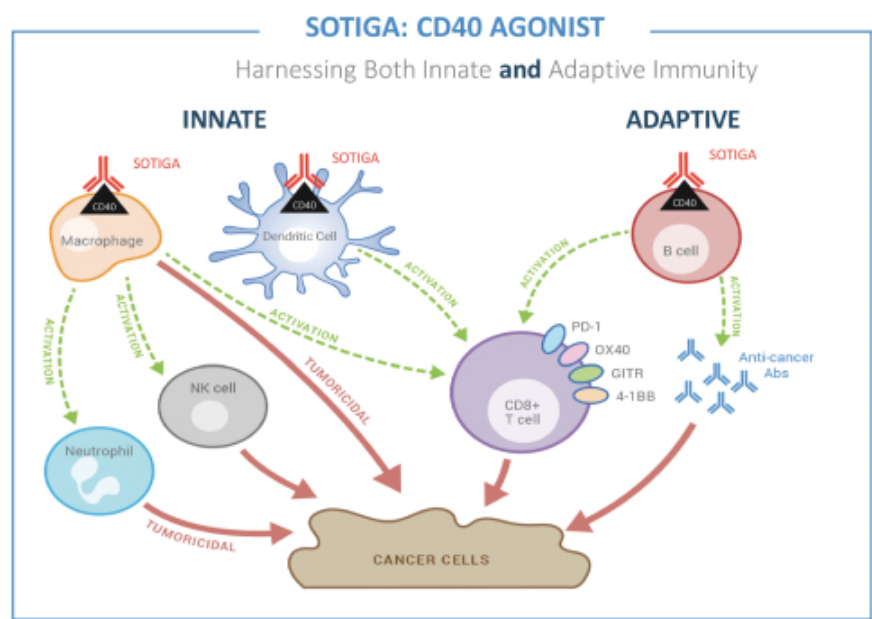 SOTIGA: CD40 AGONIST
Harnessing Both Innate and Adaptive Immunity
INNATE
ADAPTIVE
SOTIGA
SOTIGA
SOTIGA
CD40
CD40
CD40
Macrophage
Dendritic Cell
B cell
ACTIVATION
ACTIVATION
ACTIVATION
ACTIVATION
ACTIVATION
ACTIVATION
TUMORICIDAL
PD-1
OX40
GITR
4-1BB
Anti-cancer
Abs
NK cell
CD8+
T cell
Neutrophil
TUMORICIDAL
CANCER CELLS